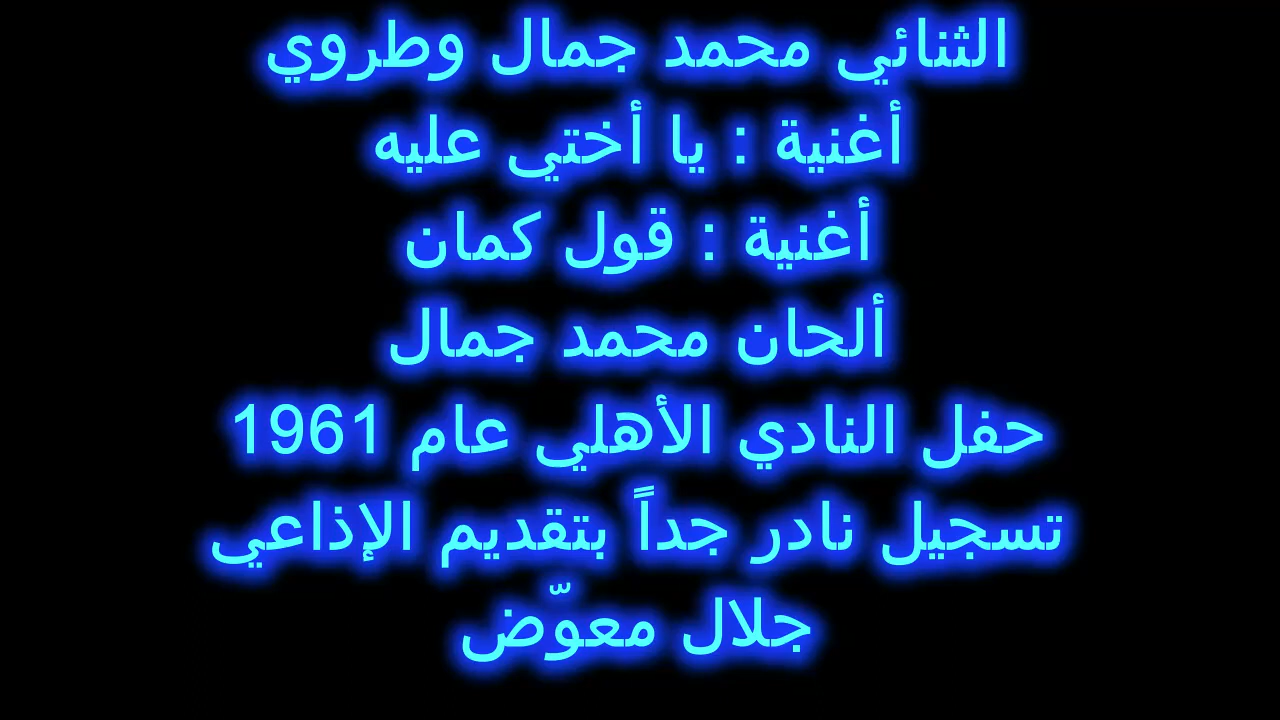 الثنائي محمد جمال وطروي
أغنية : يا أختي عليه
أغنية : قول كمان
ألحان محمد جمال
حفل النادي الأهلي عام 1961
تسجيل نادر جداً بتقديم الإذاعي
جلال معوّض